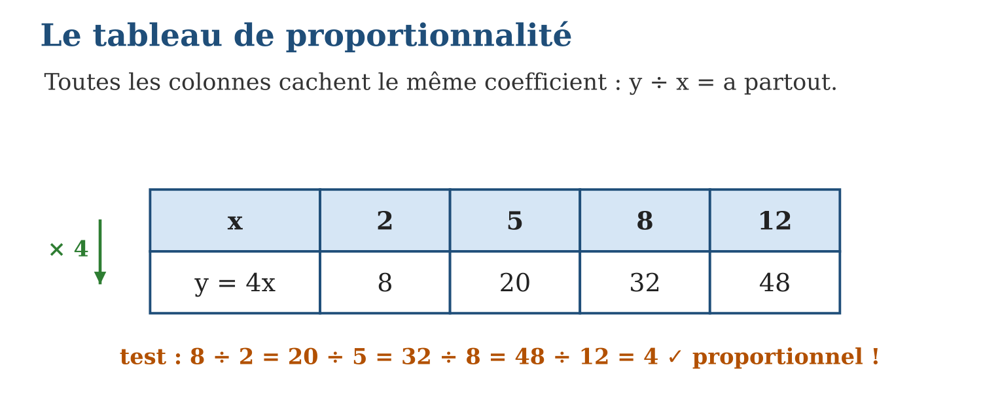 Le tableau de proportionnalité
Toutes les colonnes cachent le même coefficient : y ÷ x = a partout.
x 2 5 8 12
× 4
y = 4x 8 20 32 48
test : 8 ÷ 2 = 20 ÷ 5 = 32 ÷ 8 = 48 ÷ 12 = 4 ✓ proportionnel !